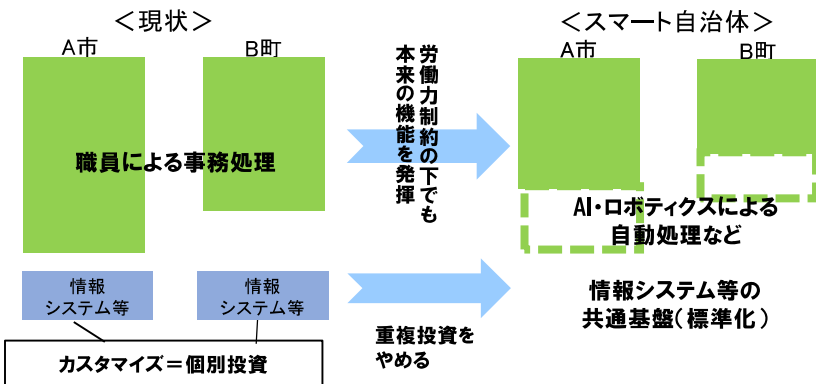 ＜現状＞
A市
B町
職員による事務処理
情報
システム等
情報
システム等
カスタマイズ＝個別投資
労働力制約の下でも
本来の機能を発揮
重複投資を
やめる
＜スマート自治体＞
A市
B町
AI・ロボティクスによる
自動処理など
情報システム等の
共通基盤（標準化）